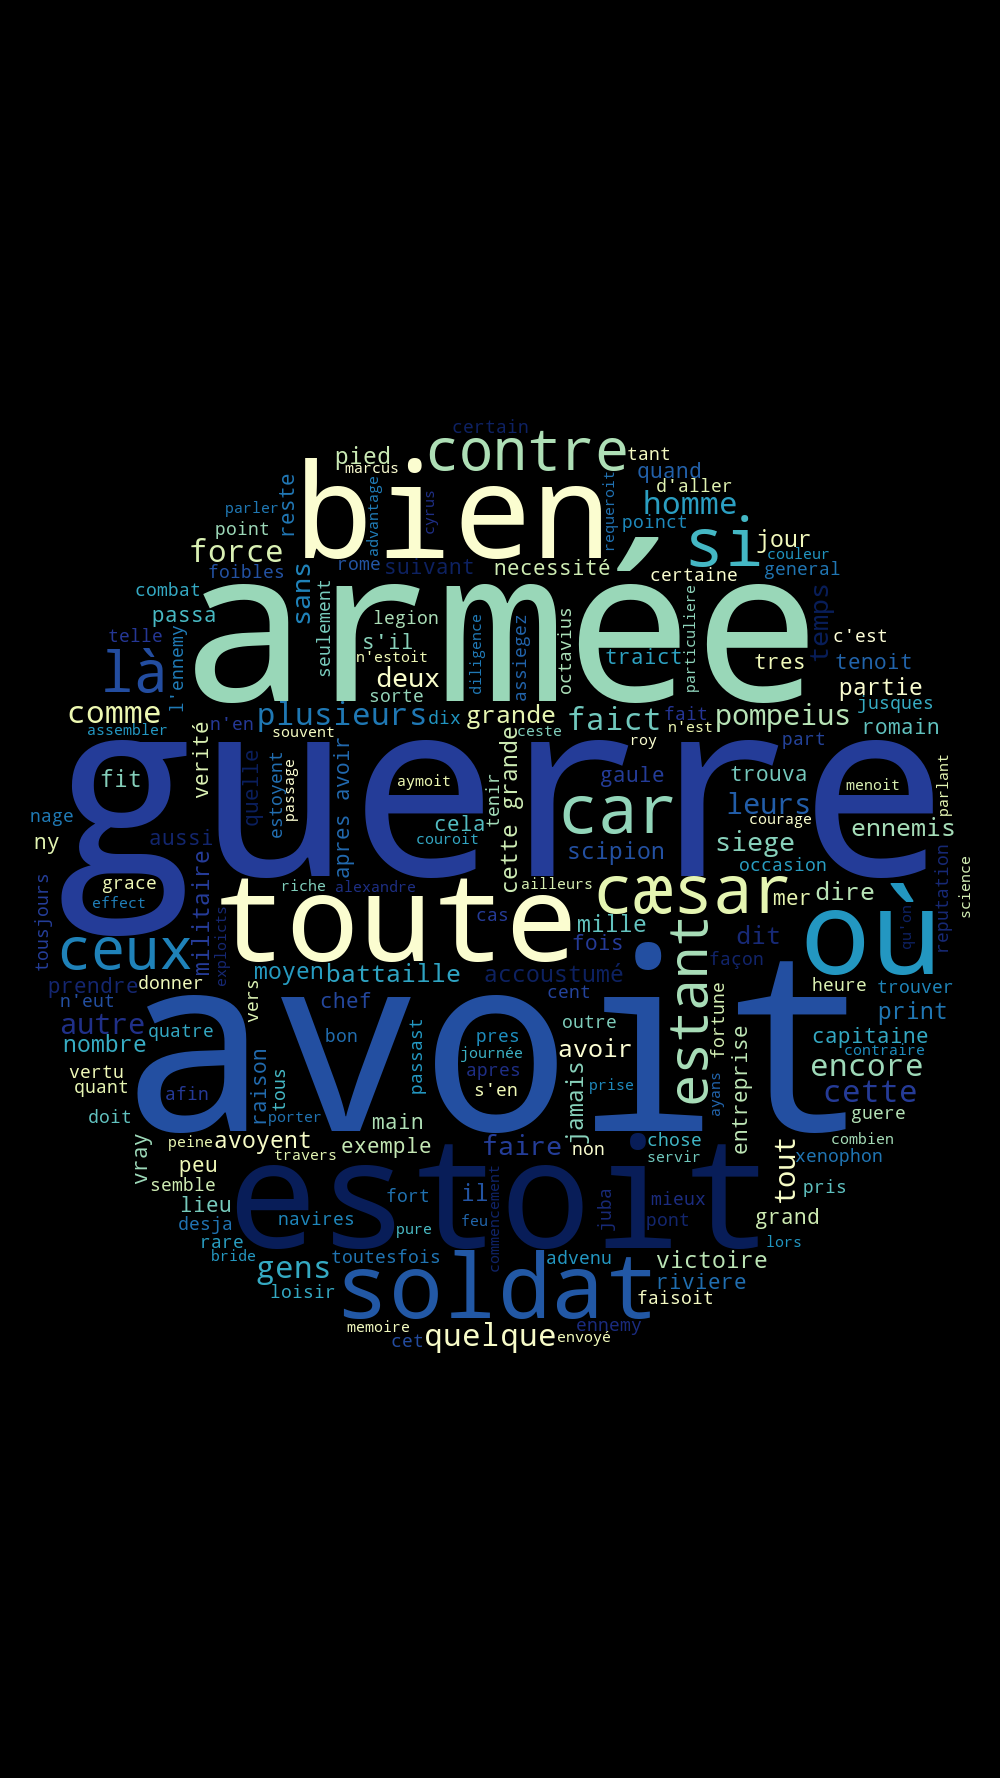 certain
contre
pied
tant
marcus
bien
quand
d'aller
reste
advantage
cyrus
requeroit
homme
parler
poinct
point
si
jour
force
couleur
rome
suivant
necessité
foibles
certaine
general
sans
armée
combat
seulement
particuliere
temps
passa
legion
diligence
assiegez
octavius
telle
l'ennemy
s'il
c'est
n'estoit
traict
tres
tenoit
là
deux
partie
sorte
jusques
comme
plusieurs
dix
grande
faict
fait
pompeius
n'en
romain
assembler
souvent
ceste
n'est
roy
part
guerre
verité
quelle
estoyent
passage
apres avoir
cette grande
fit
aymoit
tenir
gaule
trouva
menoit
parlant
car
leurs
nage
cela
courage
ennemis
ny
aussi
couroit
scipion
siege
occasion
militaire
grace
riche
alexandre
ailleurs
cæsar
mer
dire
reputation
science
effect
toute
tousjours
exploicts
cas
mille
où
qu'on
ceux
fois
dit
estant
façon
moyen
battaille
accoustumé
prendre
donner
vers
cent
heure
trouver
n'eut
avoit
chef
fortune
print
autre
quatre
bon
passast
outre
pres
capitaine
nombre
journée
avoir
contraire
vertu
raison
tous
apres
encore
quant
afin
s'en
prise
ayans
entreprise
cette
doit
porter
main
jamais
guere
vray
peine
avoyent
exemple
faire
non
chose
combien
travers
servir
tout
xenophon
peu
estoit
semble
fort
il
commencement
juba
mieux
pris
lieu
navires
feu
pont
grand
desja
pure
rare
lors
bride
toutesfois
advenu
victoire
gens
soldat
riviere
loisir
faisoit
memoire
quelque
ennemy
cet
envoyé